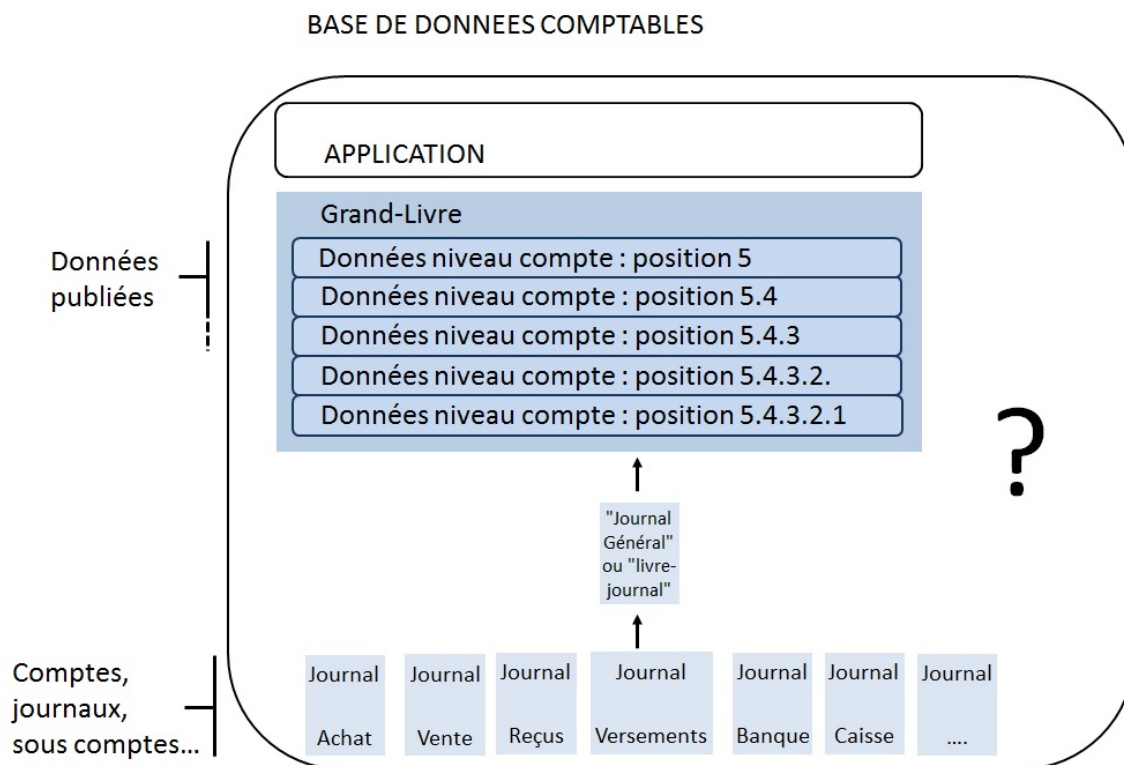 BASE DE DONNEES COMPTABLES
APPLICATION
Grand-Livre
Données niveau compte : position 5
Données niveau compte : position 5.4
Données niveau compte : position 5.4.3
Données niveau compte : position 5.4.3.2.
Données niveau compte : position 5.4.3.2.1
Données
publiées
?
"Journal
Général"
ou "livre-
journal"
Comptes,
journaux,
sous comptes...
Journal
Achat
Journal
Vente
Journal
Reçus
Journal
Versements
Journal
Banque
Journal
Caisse
Journal
....